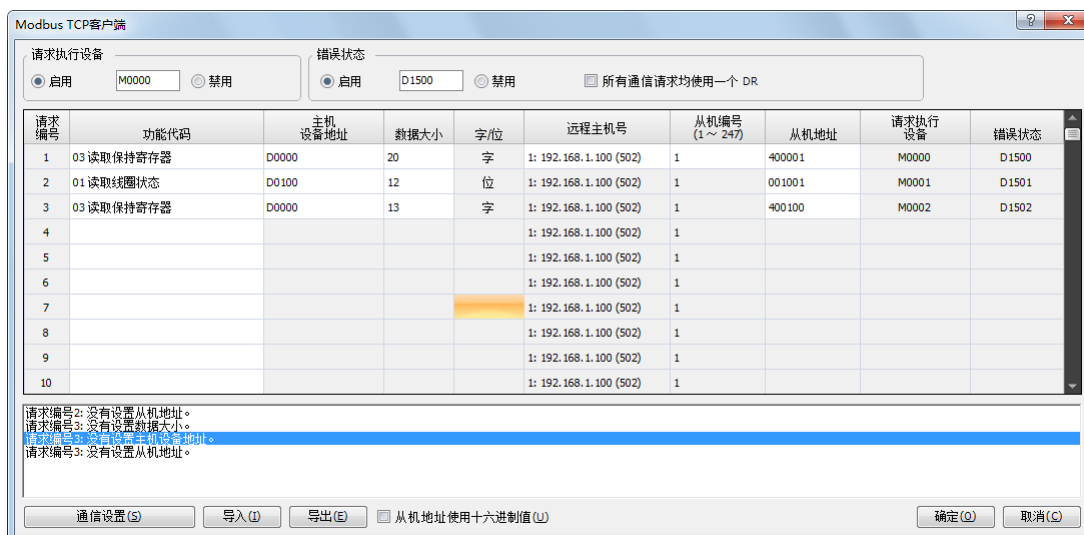 Modbus TCP客户端
请求执行设备 错误状态
启用 M0000 禁用 启用 D1500 禁用 所有通信请求均使用一个 DR
请求编号 功能代码 主机设备地址 数据大小 字/位 远程主机号 从机编号(1～247) 从机地址 请求执行设备 错误状态
1 03 读取保持寄存器 D0000 20 字 1: 192.168.1.100 (502) 1 400001 M0000 D1500
2 01 读取线圈状态 D0100 12 位 1: 192.168.1.100 (502) 1 001001 M0001 D1501
3 03 读取保持寄存器 D0000 13 字 1: 192.168.1.100 (502) 1 400100 M0002 D1502
4 1: 192.168.1.100 (502) 1
5 1: 192.168.1.100 (502) 1
6 1: 192.168.1.100 (502) 1
7 1: 192.168.1.100 (502) 1
8 1: 192.168.1.100 (502) 1
9 1: 192.168.1.100 (502) 1
10 1: 192.168.1.100 (502) 1
请求编号2: 没有设置从机地址。
请求编号3: 没有设置数据大小。
请求编号3: 没有设置主机设备地址。
请求编号3: 没有设置从机地址。
通信设置(S) 导入(I) 导出(E) 从机地址使用十六进制值(U) 确定(O) 取消(C)